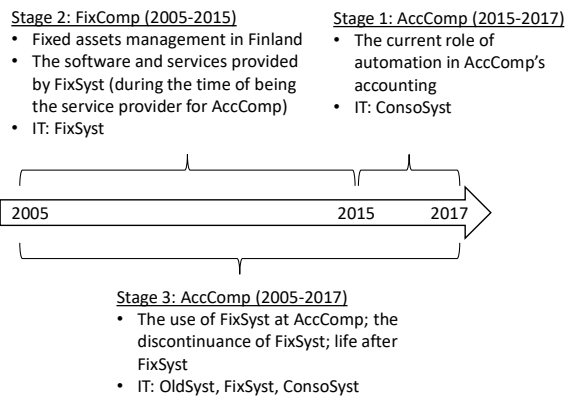 Stage 2: FixComp (2005-2015)
• Fixed assets management in Finland
• The software and services provided
by FixSyst (during the time of being
the service provider for AccComp)
• IT: FixSyst
Stage 1: AccComp (2015-2017)
• The current role of
automation in AccComp's
accounting
• IT: ConsoSyst
2005 2015 2017
Stage 3: AccComp (2005-2017)
• The use of FixSyst at AccComp; the
discontinuance of FixSyst; life after
FixSyst
• IT: OldSyst, FixSyst, ConsoSyst